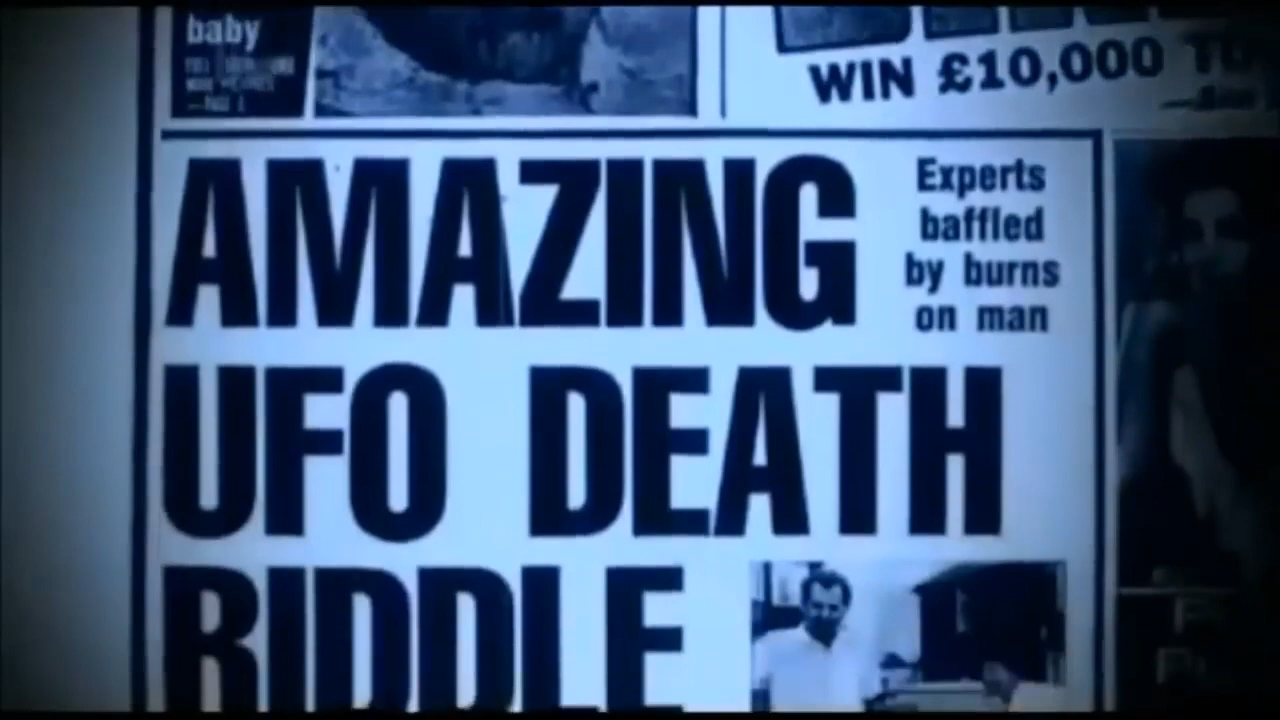 baby
WIN £10,000
AMAZING
UFO DEATH
RIDDLE
Experts
baffled
by burns
on man